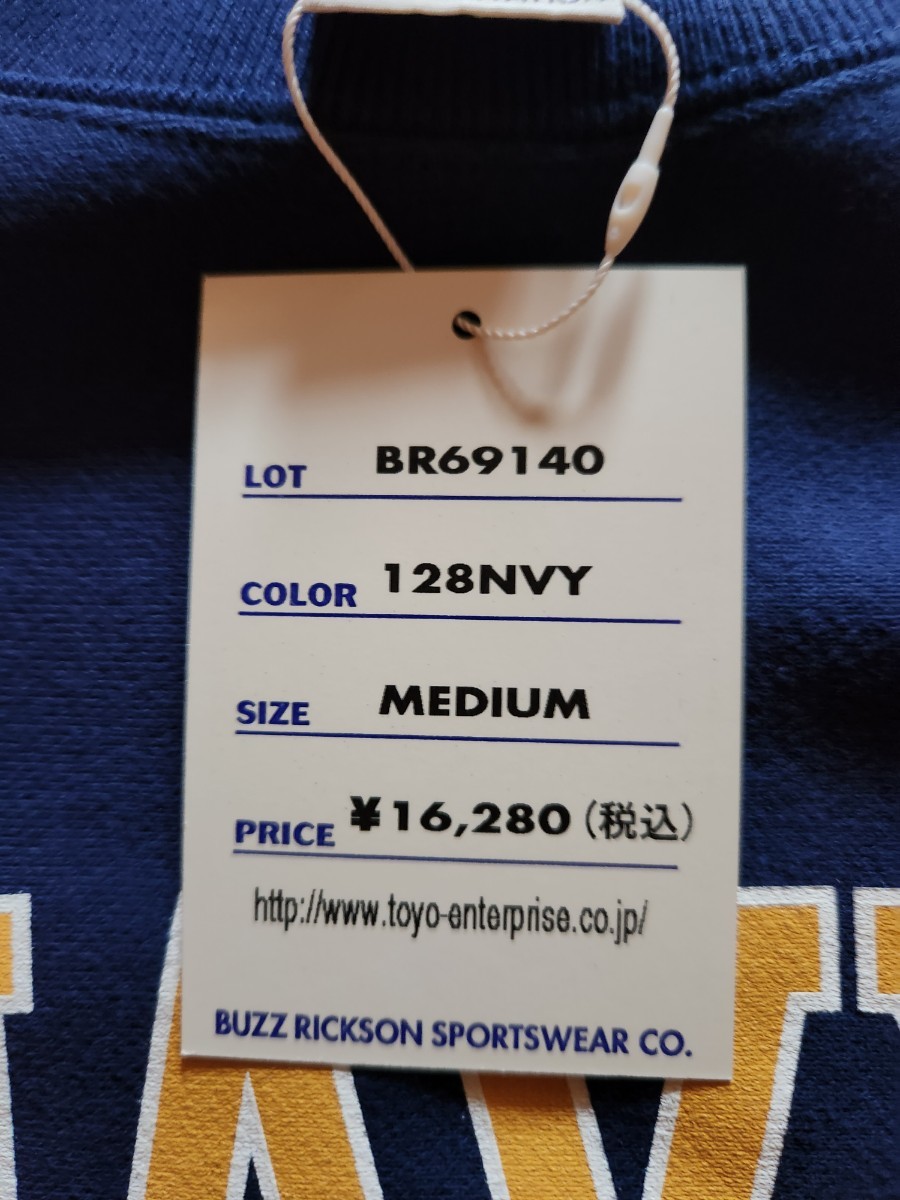 LOT BR69140
COLOR 128NVY
SIZE MEDIUM
PRICE ¥16,280(税込)
http://www.toyo-enterprise.co.jp/
BUZZ RICKSON SPORTSWEAR CO.